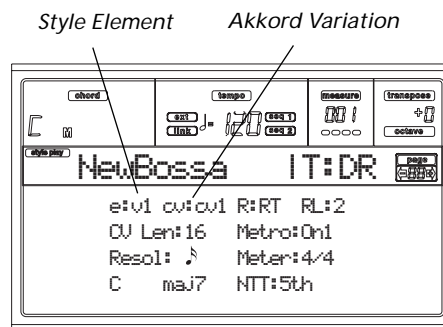 Style Element Akkord Variation
chord tempo measure transpose
C M ext link ♩= 120 seq 1 seq 2 001 +0 octave
style play NewBossa IT:DR page
e:v1 cv:cv1 R:RT RL:2
CV Len:16 Metro:On1
Resol: ♪ Meter:4/4
C maj7 NTT:5th